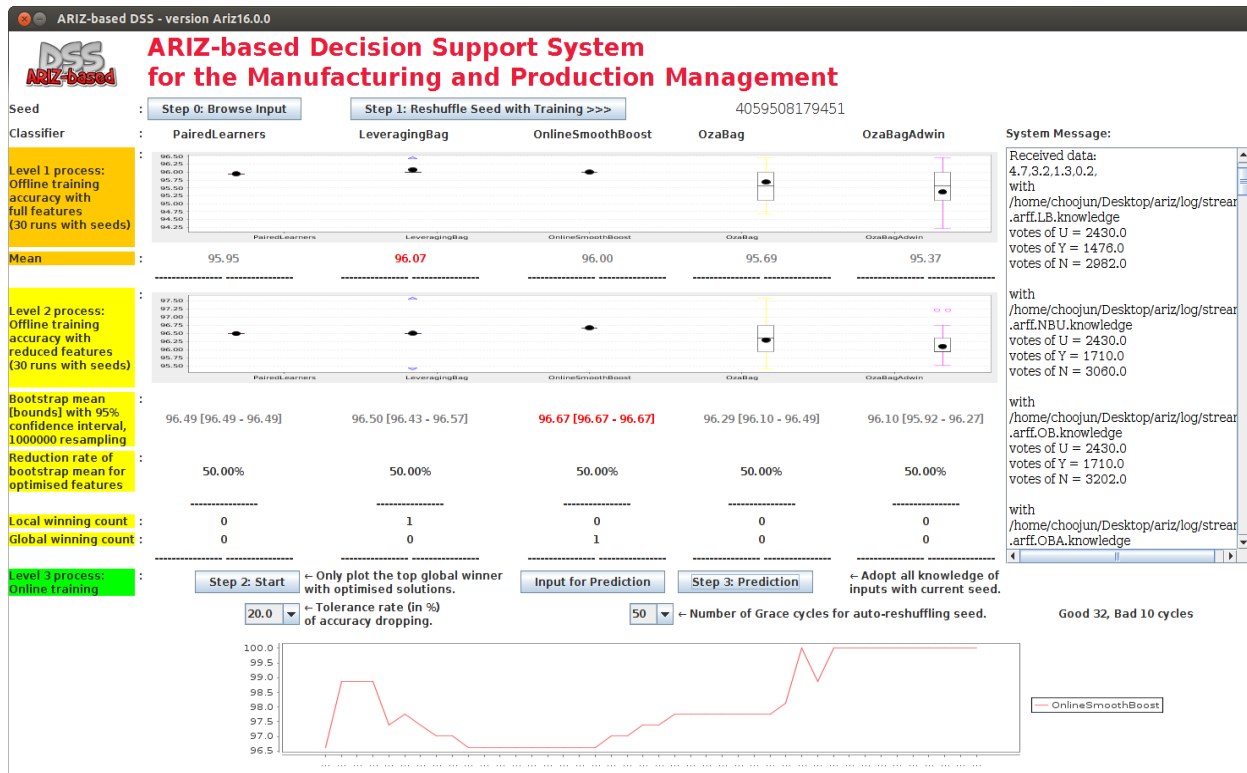 ARIZ-based DSS - version Ariz16.0.0
DSS
ARIZ-based
ARIZ-based Decision Support System
for the Manufacturing and Production Management
Seed : Step 0: Browse Input Step 1: Reshuffle Seed with Training >>> 4059508179451
Classifier : PairedLearners LeveragingBag OnlineSmoothBoost OzaBag OzaBagAdwin System Message:
Level 1 process:
Offline training
accuracy with
full features
(30 runs with seeds)
:
96.50
96.25
96.00
95.75
95.50
95.25
95.00
94.75
94.50
94.25
PairedLearners LeveragingBag OnlineSmoothBoost OzaBag OzaBagAdwin
Mean : 95.95 96.07 96.00 95.69 95.37
Level 2 process:
Offline training
accuracy with
reduced features
(30 runs with seeds)
:
97.50
97.25
97.00
96.75
96.50
96.25
96.00
95.75
95.50
PairedLearners LeveragingBag OnlineSmoothBoost OzaBag OzaBagAdwin
Bootstrap mean
[bounds] with 95%
confidence interval,
1000000 resampling
:
96.49 [96.49 - 96.49] 96.50 [96.43 - 96.57] 96.67 [96.67 - 96.67] 96.29 [96.10 - 96.49] 96.10 [95.92 - 96.27]
Reduction rate of
bootstrap mean for
optimised features
:
50.00% 50.00% 50.00% 50.00% 50.00%
Local winning count : 0 1 0 0 0
Global winning count : 0 0 1 0 0
Received data:
4.7,3.2,1.3,0.2,
with
/home/choojun/Desktop/ariz/log/strear
.arff.LB.knowledge
votes of U = 2430.0
votes of Y = 1476.0
votes of N = 2982.0
with
/home/choojun/Desktop/ariz/log/strear
.arff.NBU.knowledge
votes of U = 2430.0
votes of Y = 1710.0
votes of N = 3060.0
with
/home/choojun/Desktop/ariz/log/strear
.arff.OB.knowledge
votes of U = 2430.0
votes of Y = 1710.0
votes of N = 3202.0
with
/home/choojun/Desktop/ariz/log/strear
.arff.OBA.knowledge
Level 3 process:
Online training
:
Step 2: Start
←Only plot the top global winner
with optimised solutions.
Input for Prediction
Step 3: Prediction
←Adopt all knowledge of
inputs with current seed.
20.0
←Tolerance rate (in %)
of accuracy dropping.
50
←Number of Grace cycles for auto-reshuffling seed.
Good 32, Bad 10 cycles
100.0
99.5
99.0
98.5
98.0
97.5
97.0
96.5
OnlineSmoothBoost